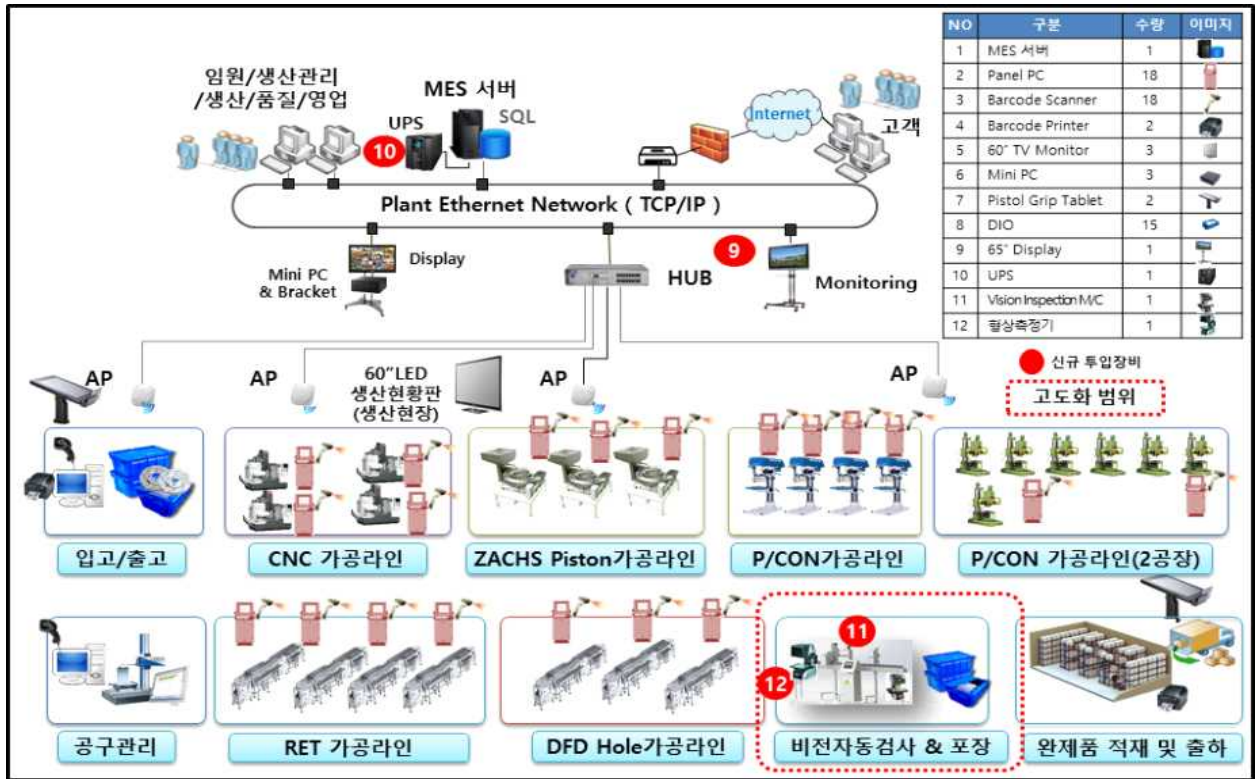 임원/생산관리
/생산/품질/영업
MES 서버
UPS
SQL
10
Internet
고객
Plant Ethernet Network ( TCP/IP )
Mini PC
& Bracket
Display
HUB
9
Monitoring
NO 구분 수량 이미지
1 MES 서버 1
2 Panel PC 18
3 Barcode Scanner 18
4 Barcode Printer 2
5 60" TV Monitor 3
6 Mini PC 3
7 Pistol Grip Tablet 2
8 DIO 15
9 65" Display 1
10 UPS 1
11 Vision Inspection M/C 1
12 형상측정기 1
신규 투입장비
고도화 범위
AP
AP
60"LED
생산현황판
(생산현장)
AP
AP
입고/출고
CNC 가공라인
ZACHS Piston가공라인
P/CON가공라인
P/CON 가공라인(2공장)
11
12
공구관리
RET 가공라인
DFD Hole가공라인
비전자동검사 & 포장
완제품 적재 및 출하